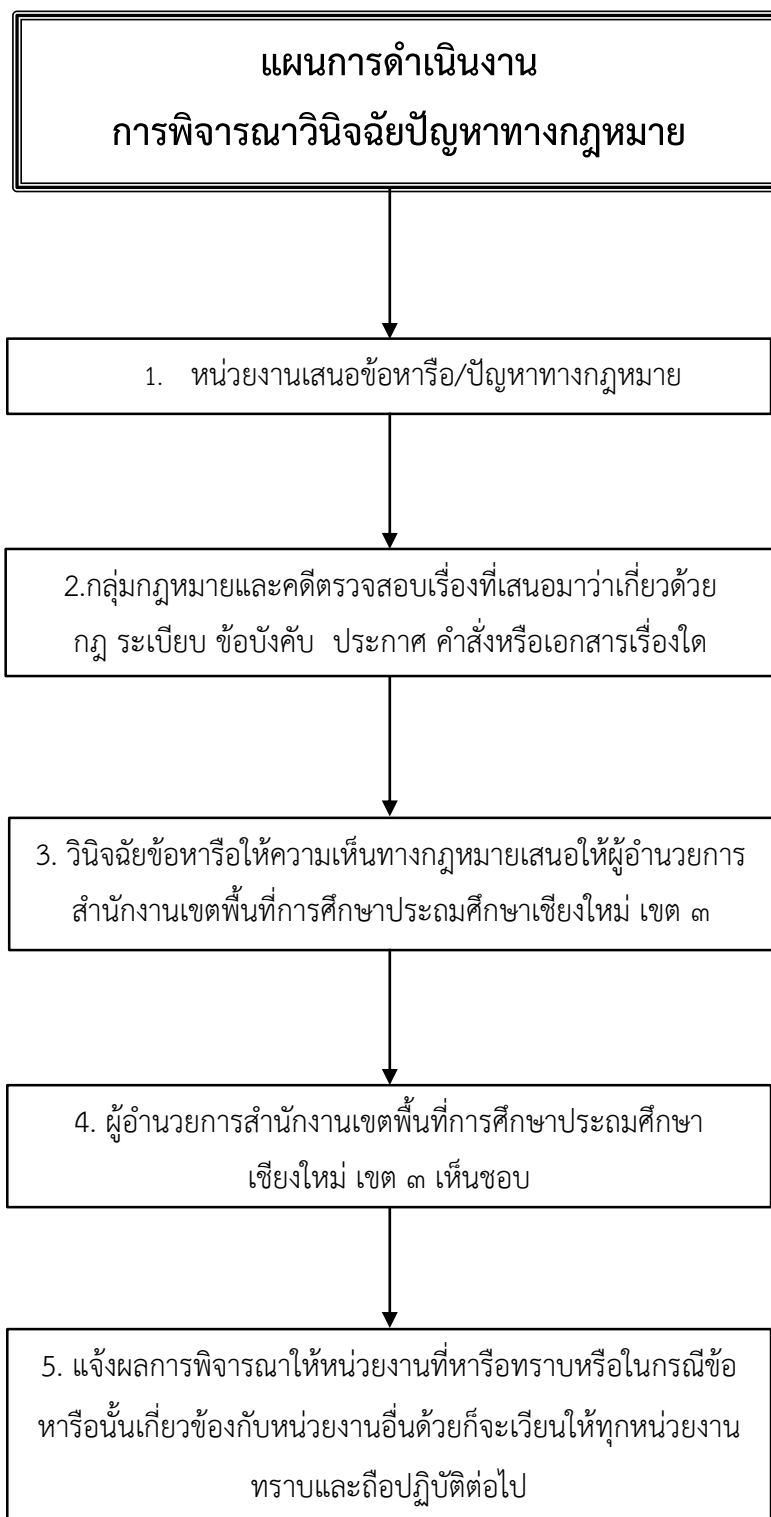 แผนการดำเนินงาน
การพิจารณาวินิจฉัยปัญหาทางกฎหมาย
1. หน่วยงานเสนอข้อหารือ/ปัญหาทางกฎหมาย
2.กลุ่มกฎหมายและคดีตรวจสอบเรื่องที่เสนอมาว่าเกี่ยวด้วย
กฎ ระเบียบ ข้อบังคับ ประกาศ คำสั่งหรือเอกสารเรื่องใด
3. วินิจฉัยข้อหารือให้ความเห็นทางกฎหมายเสนอให้ผู้อำนวยการ
สำนักงานเขตพื้นที่การศึกษาประถมศึกษาเชียงใหม่ เขต ๓
4. ผู้อำนวยการสำนักงานเขตพื้นที่การศึกษาประถมศึกษา
เชียงใหม่ เขต ๓ เห็นชอบ
5. แจ้งผลการพิจารณาให้หน่วยงานที่หารือทราบหรือในกรณีข้อ
หารือนั้นเกี่ยวข้องกับหน่วยงานอื่นด้วยก็จะเวียนให้ทุกหน่วยงาน
ทราบและถือปฏิบัติต่อไป